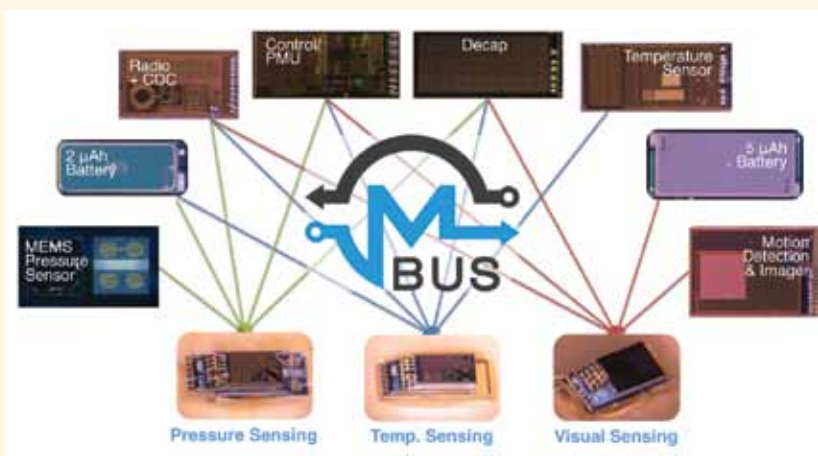 Radio
+ CDC
Control/
PMU
Decap
Temperature
Sensor
2 µAh
Battery
5 µAh
Battery
MEMS
Pressure
Sensor
Motion
Detection
& Imager
M
BUS
Pressure Sensing
Temp. Sensing
Visual Sensing